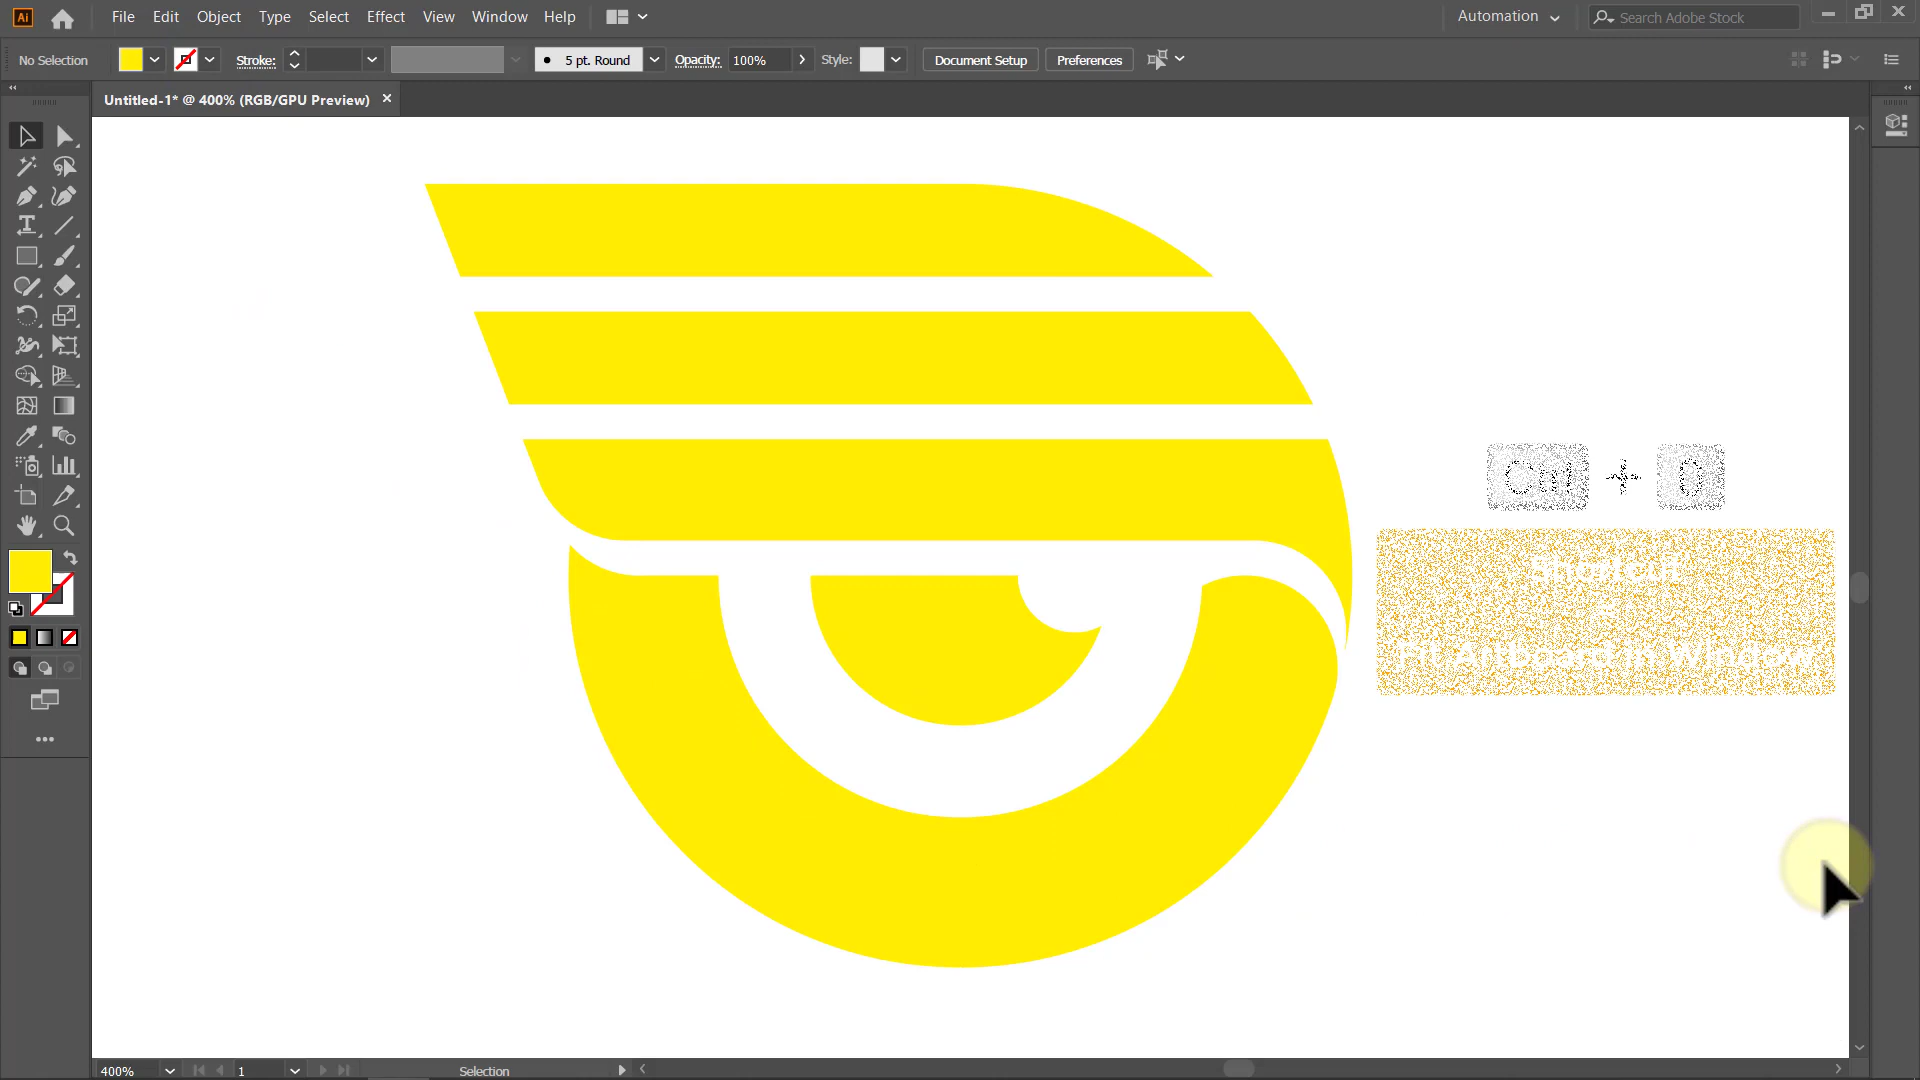 Ai File Edit Object Type Select Effect View Window Help Automation Search Adobe Stock
No Selection Stroke: 5 pt. Round Opacity: 100% Style: Document Setup Preferences
Untitled-1* @ 400% (RGB/GPU Preview)
Ctrl + 0
Shortcut
Fit Artboard in Window
400% 1 Selection